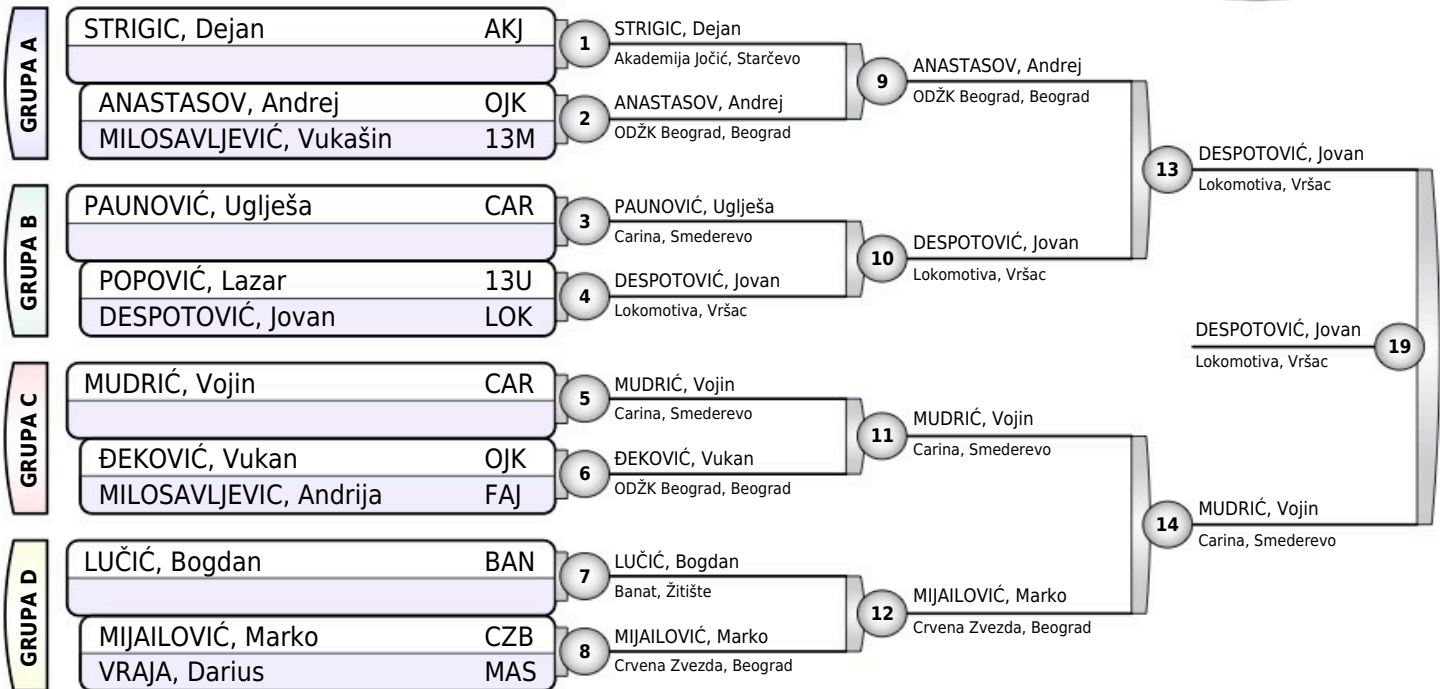 GRUPA A
STRIGIC, Dejan AKJ
ANASTASOV, Andrej OJK
MILOSAVLJEVIĆ, Vukašin 13M
GRUPA B
PAUNOVIĆ, Uglješa CAR
POPOVIĆ, Lazar 13U
DESPOTOVIĆ, Jovan LOK
GRUPA C
MUDRIĆ, Vojin CAR
ĐEKOVIĆ, Vukan OJK
MILOSAVLJEVIC, Andrija FAJ
GRUPA D
LUČIĆ, Bogdan BAN
MIJAILOVIĆ, Marko CZB
VRAJA, Darius MAS
1
STRIGIC, Dejan
Akademija Jočić, Starčevo
2
ANASTASOV, Andrej
ODŽK Beograd, Beograd
3
PAUNOVIĆ, Uglješa
Carina, Smederevo
4
DESPOTOVIĆ, Jovan
Lokomotiva, Vršac
5
MUDRIĆ, Vojin
Carina, Smederevo
6
ĐEKOVIĆ, Vukan
ODŽK Beograd, Beograd
7
LUČIĆ, Bogdan
Banat, Žitište
8
MIJAILOVIĆ, Marko
Crvena Zvezda, Beograd
9
ANASTASOV, Andrej
ODŽK Beograd, Beograd
10
DESPOTOVIĆ, Jovan
Lokomotiva, Vršac
11
MUDRIĆ, Vojin
Carina, Smederevo
12
MIJAILOVIĆ, Marko
Crvena Zvezda, Beograd
13
DESPOTOVIĆ, Jovan
Lokomotiva, Vršac
14
MUDRIĆ, Vojin
Carina, Smederevo
DESPOTOVIĆ, Jovan
Lokomotiva, Vršac
19